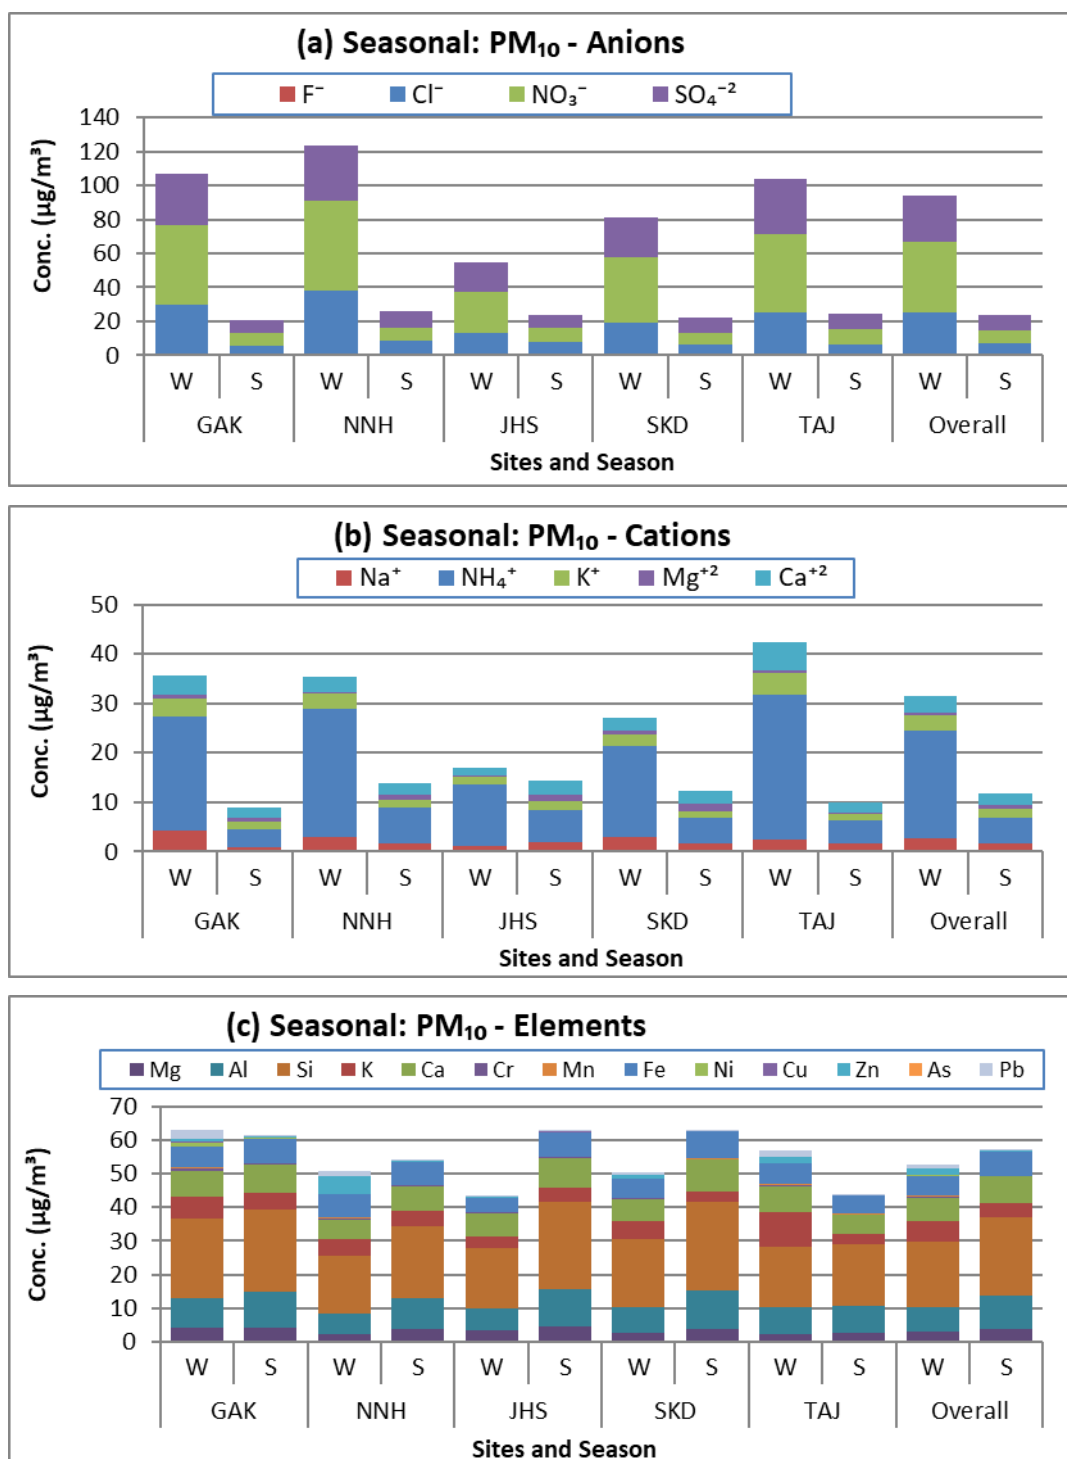 (a) Seasonal: PM₁₀ - Anions
F⁻ Cl⁻ NO₃⁻ SO₄⁻²
140
120
100
80
60
40
20
0
Conc. (µg/m³)
W S W S W S W S W S W S
GAK NNH JHS SKD TAJ Overall
Sites and Season
(b) Seasonal: PM₁₀ - Cations
Na⁺ NH₄⁺ K⁺ Mg⁺² Ca⁺²
50
40
30
20
10
0
Conc. (µg/m³)
W S W S W S W S W S W S
GAK NNH JHS SKD TAJ Overall
Sites and Season
(c) Seasonal: PM₁₀ - Elements
Mg Al Si K Ca Cr Mn Fe Ni Cu Zn As Pb
70
60
50
40
30
20
10
0
Conc. (µg/m³)
W S W S W S W S W S W S
GAK NNH JHS SKD TAJ Overall
Sites and Season